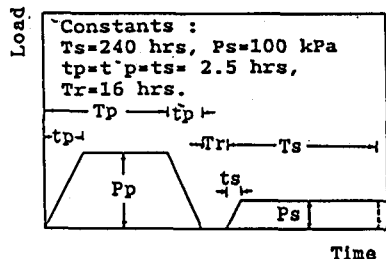 Load
Constants :
Ts=240 hrs, Ps=100 kPa
tp=t`p=ts= 2.5 hrs,
Tr=16 hrs.
Tp
t`p
tp
Tr
Ts
ts
Pp
Ps
Time